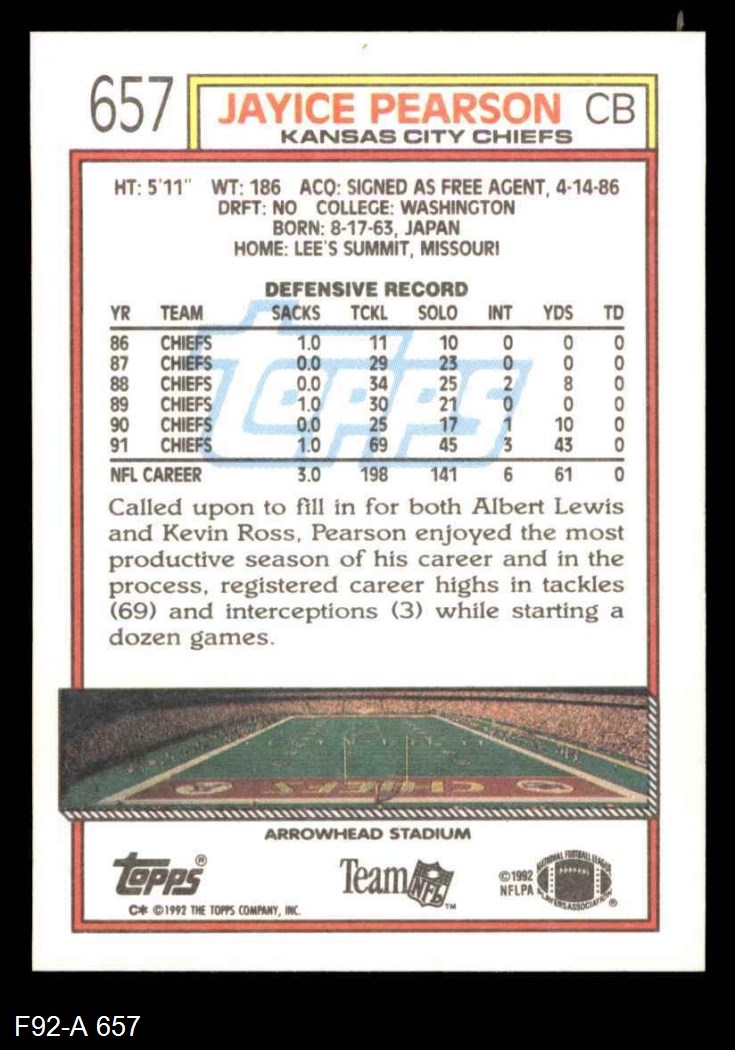 657 JAYICE PEARSON CB
KANSAS CITY CHIEFS
HT: 5'11" WT: 186 ACQ: SIGNED AS FREE AGENT, 4-14-86
DRFT: NO COLLEGE: WASHINGTON
BORN: 8-17-63, JAPAN
HOME: LEE'S SUMMIT, MISSOURI
DEFENSIVE RECORD
YR TEAM SACKS TCKL SOLO INT YDS TD
86 CHIEFS 1.0 11 10 0 0 0
87 CHIEFS 0.0 29 23 0 0 0
88 CHIEFS 0.0 34 25 2 8 0
89 CHIEFS 1.0 30 21 0 0 0
90 CHIEFS 0.0 25 17 1 10 0
91 CHIEFS 1.0 69 45 3 43 0
NFL CAREER 3.0 198 141 6 61 0
topps
Called upon to fill in for both Albert Lewis
and Kevin Ross, Pearson enjoyed the most
productive season of his career and in the
process, registered career highs in tackles
(69) and interceptions (3) while starting a
dozen games.
CHIEFS
ARROWHEAD STADIUM
topps®
Team NFL™
©1992
NFLPA
NATIONAL FOOTBALL LEAGUE
PLAYERS ASSOCIATION®
C* ©1992 THE TOPPS COMPANY, INC.
F92-A 657